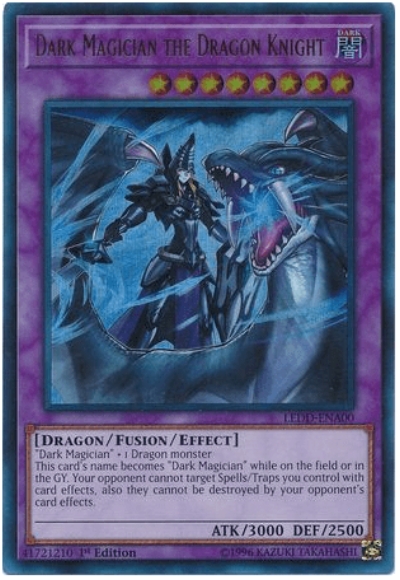 DARK MAGICIAN THE DRAGON KNIGHT
DARK
闇
LEDD-ENA00
[DRAGON/FUSION/EFFECT]
"Dark Magician" + 1 Dragon monster
This card's name becomes "Dark Magician" while on the field or in
the GY. Your opponent cannot target Spells/Traps you control with
card effects, also they cannot be destroyed by your opponent's
card effects.
ATK/3000 DEF/2500
41721210 1st Edition
©1996 KAZUKI TAKAHASHI